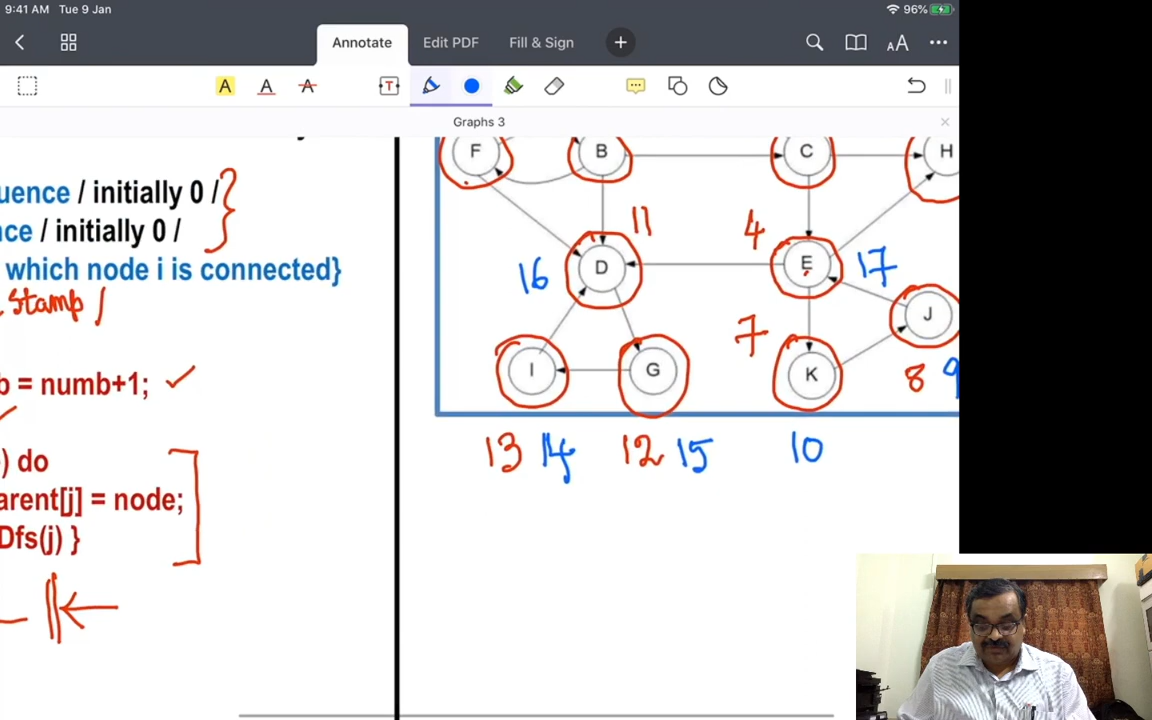 9:41 AM Tue 9 Jan
96%
Annotate
Edit PDF
Fill & Sign
AA
T
A A A
Graphs 3
uence / initially 0 /
ce / initially 0 /
which node i is connected}
Stamp /
b = numb+1;
) do
arent[j] = node;
Dfs(j) }
F B C H
11 4
D E
16 17
J
7
I G K
8 9
13 14 12 15 10